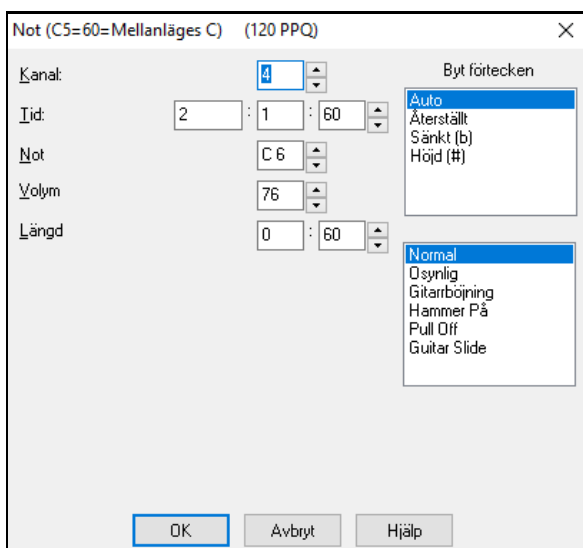 Not (C5=60=Mellanläges C) (120 PPQ)
Kanal: 4
Tid: 2 : 1 : 60
Not C 6
Volym 76
Längd 0 : 60
Byt förtecken
Auto
Återställt
Sänkt (b)
Höjd (#)
Normal
Osynlig
Gitarrböjning
Hammer På
Pull Off
Guitar Slide
OK Avbryt Hjälp